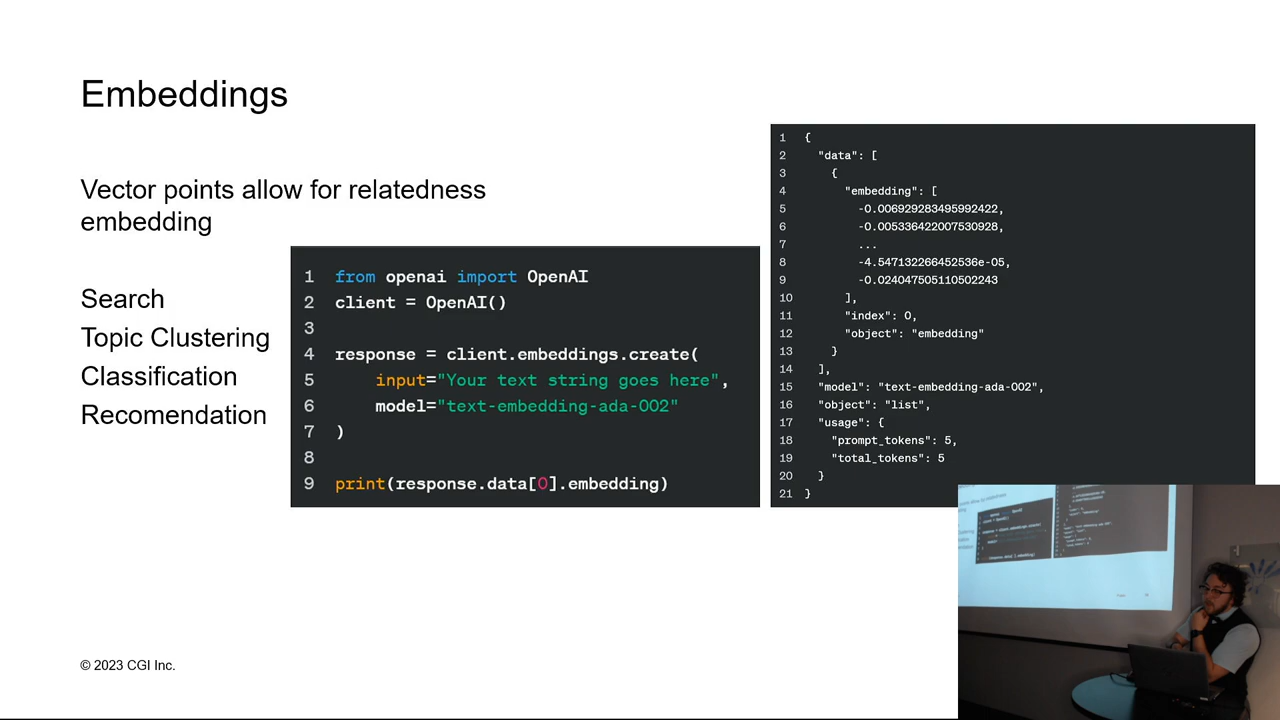 Embeddings
Vector points allow for relatedness
embedding
Search
Topic Clustering
Classification
Recomendation
1 from openai import OpenAI
2 client = OpenAI()
3
4 response = client.embeddings.create(
5     input="Your text string goes here",
6     model="text-embedding-ada-002"
7 )
8
9 print(response.data[0].embedding)
1 {
2   "data": [
3     {
4       "embedding": [
5         -0.006929283495992422,
6         -0.005336422007530928,
7         ...
8         -4.547132266452536e-05,
9         -0.024047505110502243
10       ],
11       "index": 0,
12       "object": "embedding"
13     }
14   ],
15   "model": "text-embedding-ada-002",
16   "object": "list",
17   "usage": {
18     "prompt_tokens": 5,
19     "total_tokens": 5
20   }
21 }
© 2023 CGI Inc.